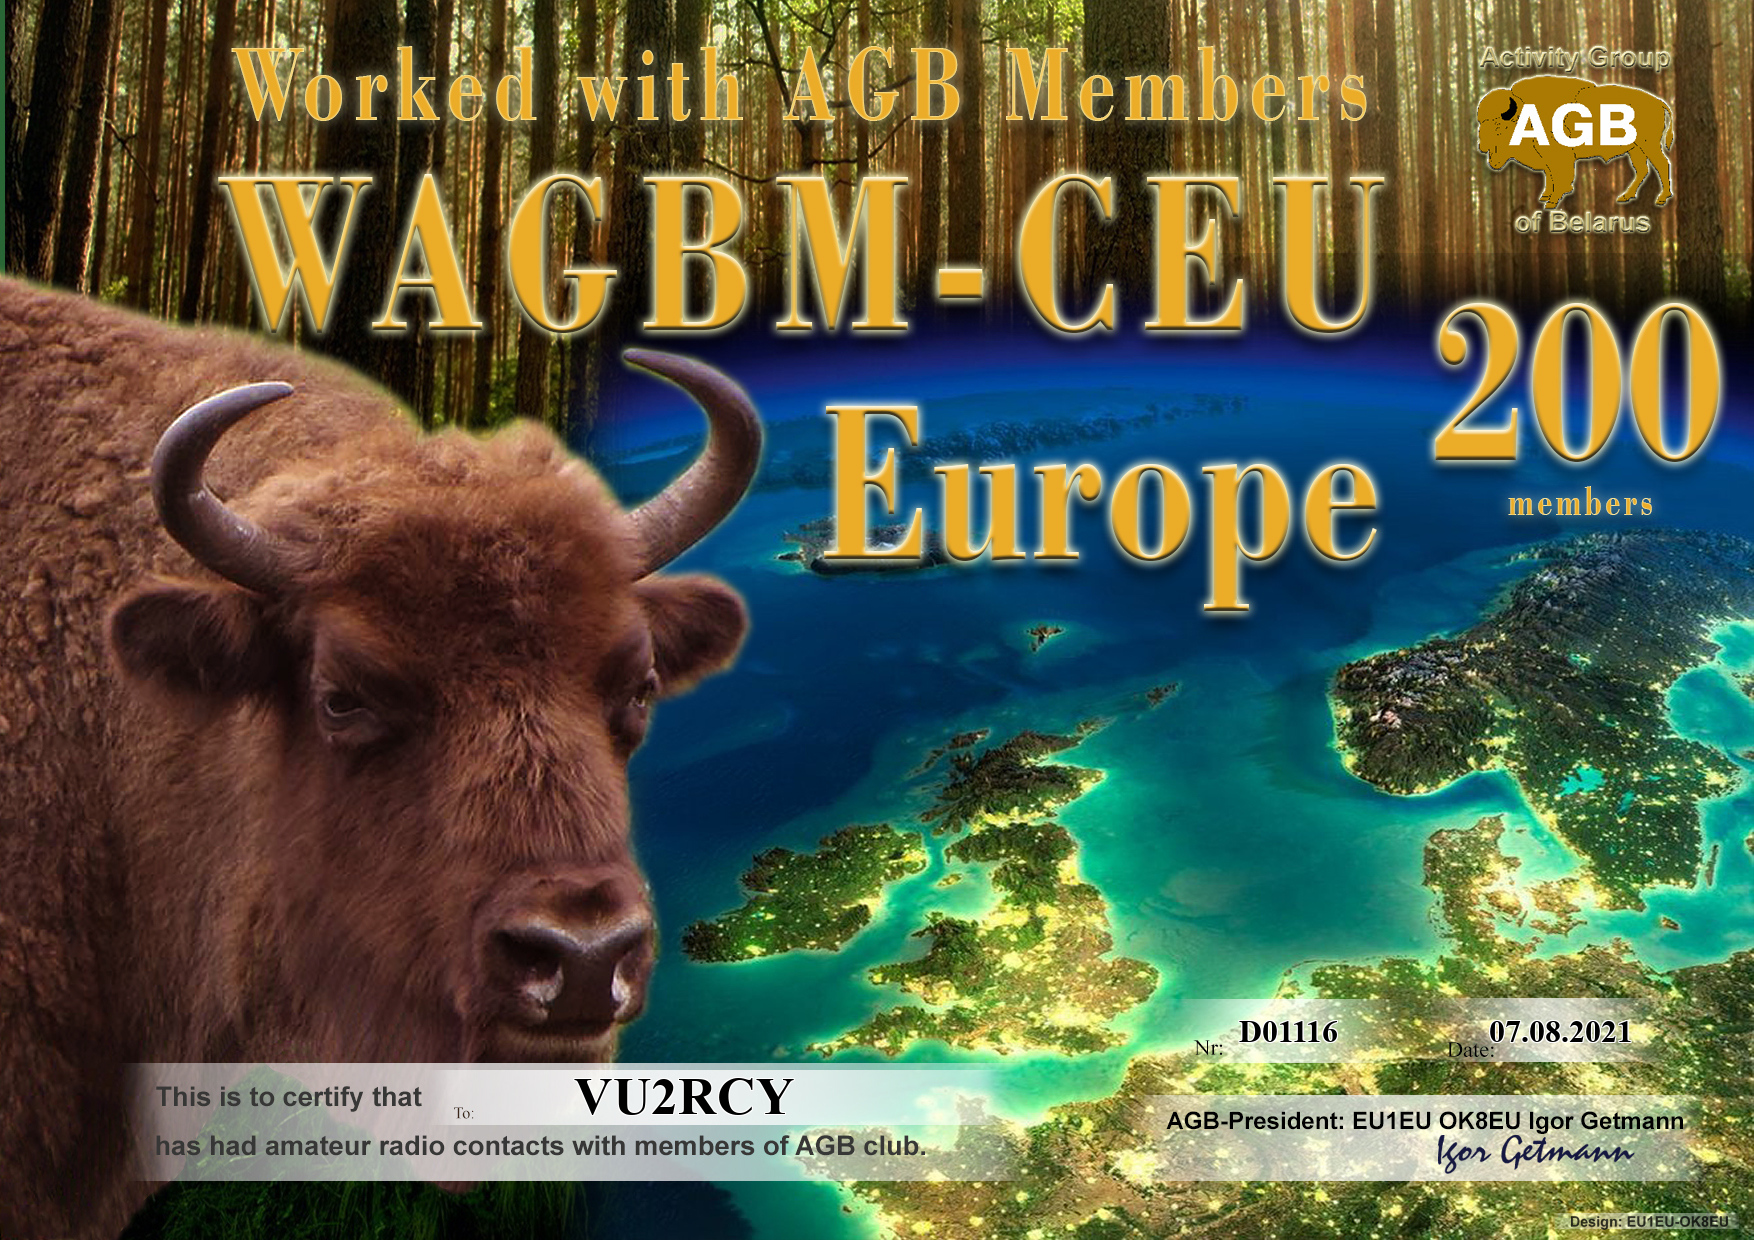 Worked with AGB Members
Activity Group
AGB
of Belarus
WAGBM-CEU
200
members
Europe
Nr: D01116
Date: 07.08.2021
This is to certify that
To: VU2RCY
has had amateur radio contacts with members of AGB club.
AGB-President: EU1EU OK8EU Igor Getmann
Igor Getmann
Design: EU1EU-OK8EU